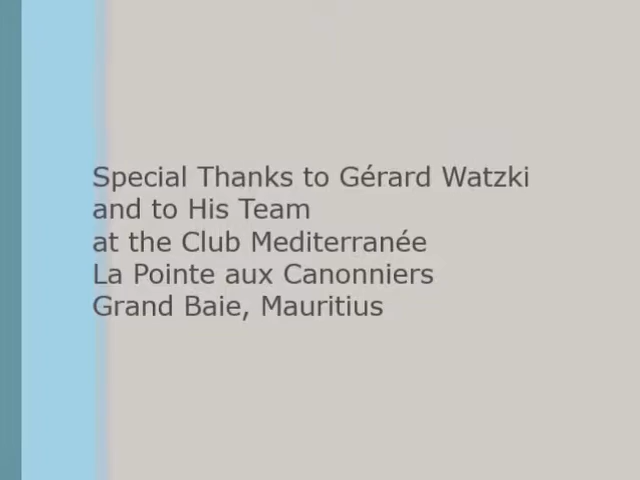 Special Thanks to Gérard Watzki
and to His Team
at the Club Mediterranée
La Pointe aux Canonniers
Grand Baie, Mauritius